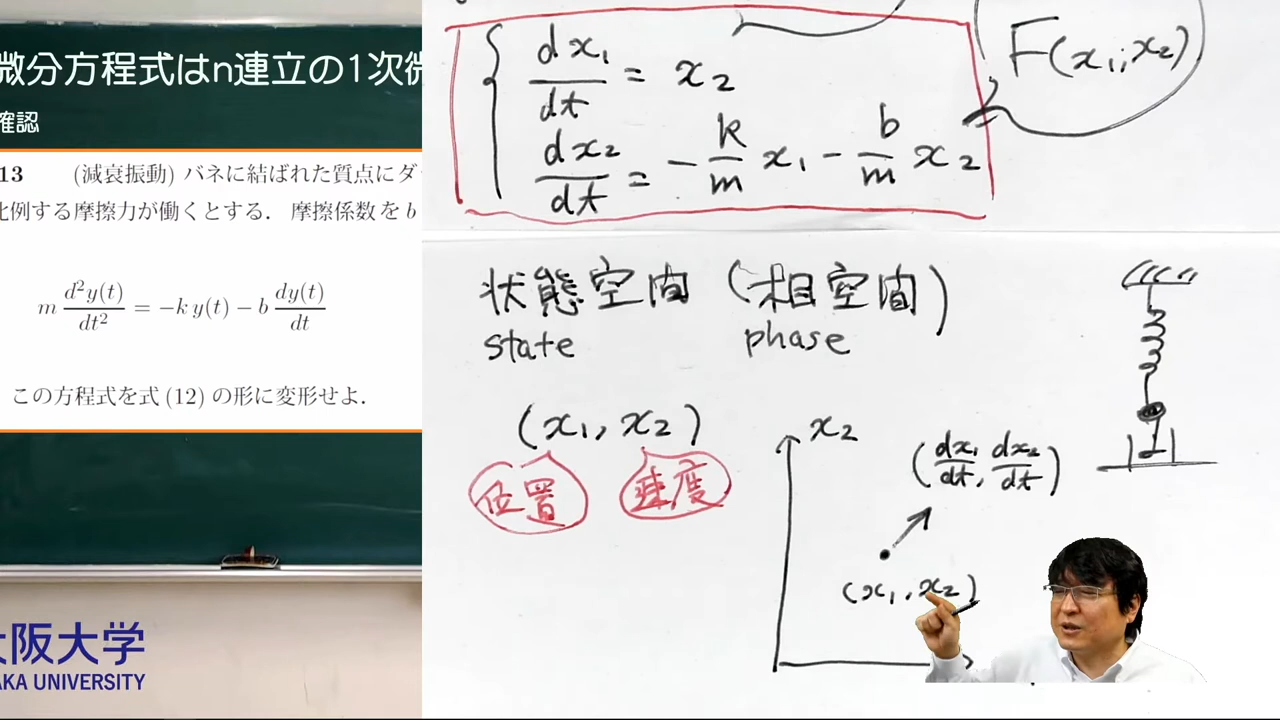 微分方程式はn連立の1次微
確認
13 (減衰振動) バネに結ばれた質点にダ
比例する摩擦力が働くとする. 摩擦係数を b
m d²y(t)/dt² = −k y(t) − b dy(t)/dt
この方程式を式 (12) の形に変形せよ.
大阪大学
AKA UNIVERSITY
dx₁/dt = x₂
dx₂/dt = − k/m x₁ − b/m x₂
F(x₁, x₂)
状態空間 (相空間)
state phase
(x₁, x₂)
位置 速度
x₂
(dx₁/dt, dx₂/dt)
(x₁, x₂)